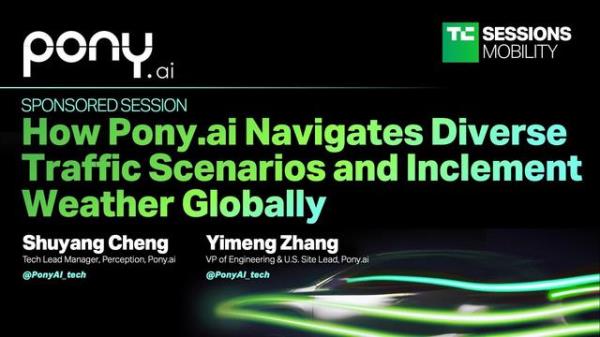 pony.ai
TC SESSIONS
MOBILITY
SPONSORED SESSION
How Pony.ai Navigates Diverse
Traffic Scenarios and Inclement
Weather Globally
Shuyang Cheng
Tech Lead Manager, Perception, Pony.ai
@PonyAI_tech
Yimeng Zhang
VP of Engineering & U.S. Site Lead, Pony.ai
@PonyAI_tech